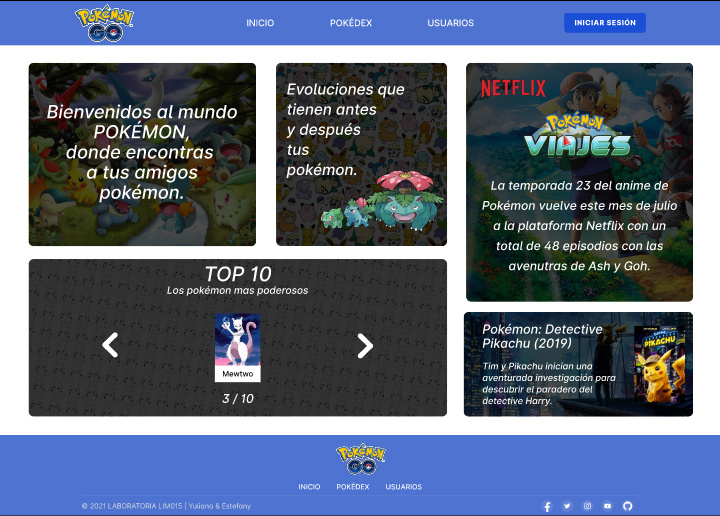 POKéMON
GO
INICIO
POKÉDEX
USUARIOS
INICIAR SESIÓN
Bienvenidos al mundo
POKÉMON,
donde encontras
a tus amigos
pokémon.
Evoluciones que
tienen antes
y después
tus
pokémon.
NETFLIX
POKéMON
VIAJES
La temporada 23 del anime de
Pokémon vuelve este mes de julio
a la plataforma Netflix con un
total de 48 episodios con las
avenutras de Ash y Goh.
TOP 10
Los pokémon mas poderosos
Mewtwo
3 / 10
Pokémon: Detective
Pikachu (2019)
Tim y Pikachu inician una
aventurada investigación para
descubrir el paradero del
detective Harry.
PIKACHU
POKéMON
GO
INICIO
POKÉDEX
USUARIOS
© 2021 LABORATORIA LIM015 | Yuliana & Estefany